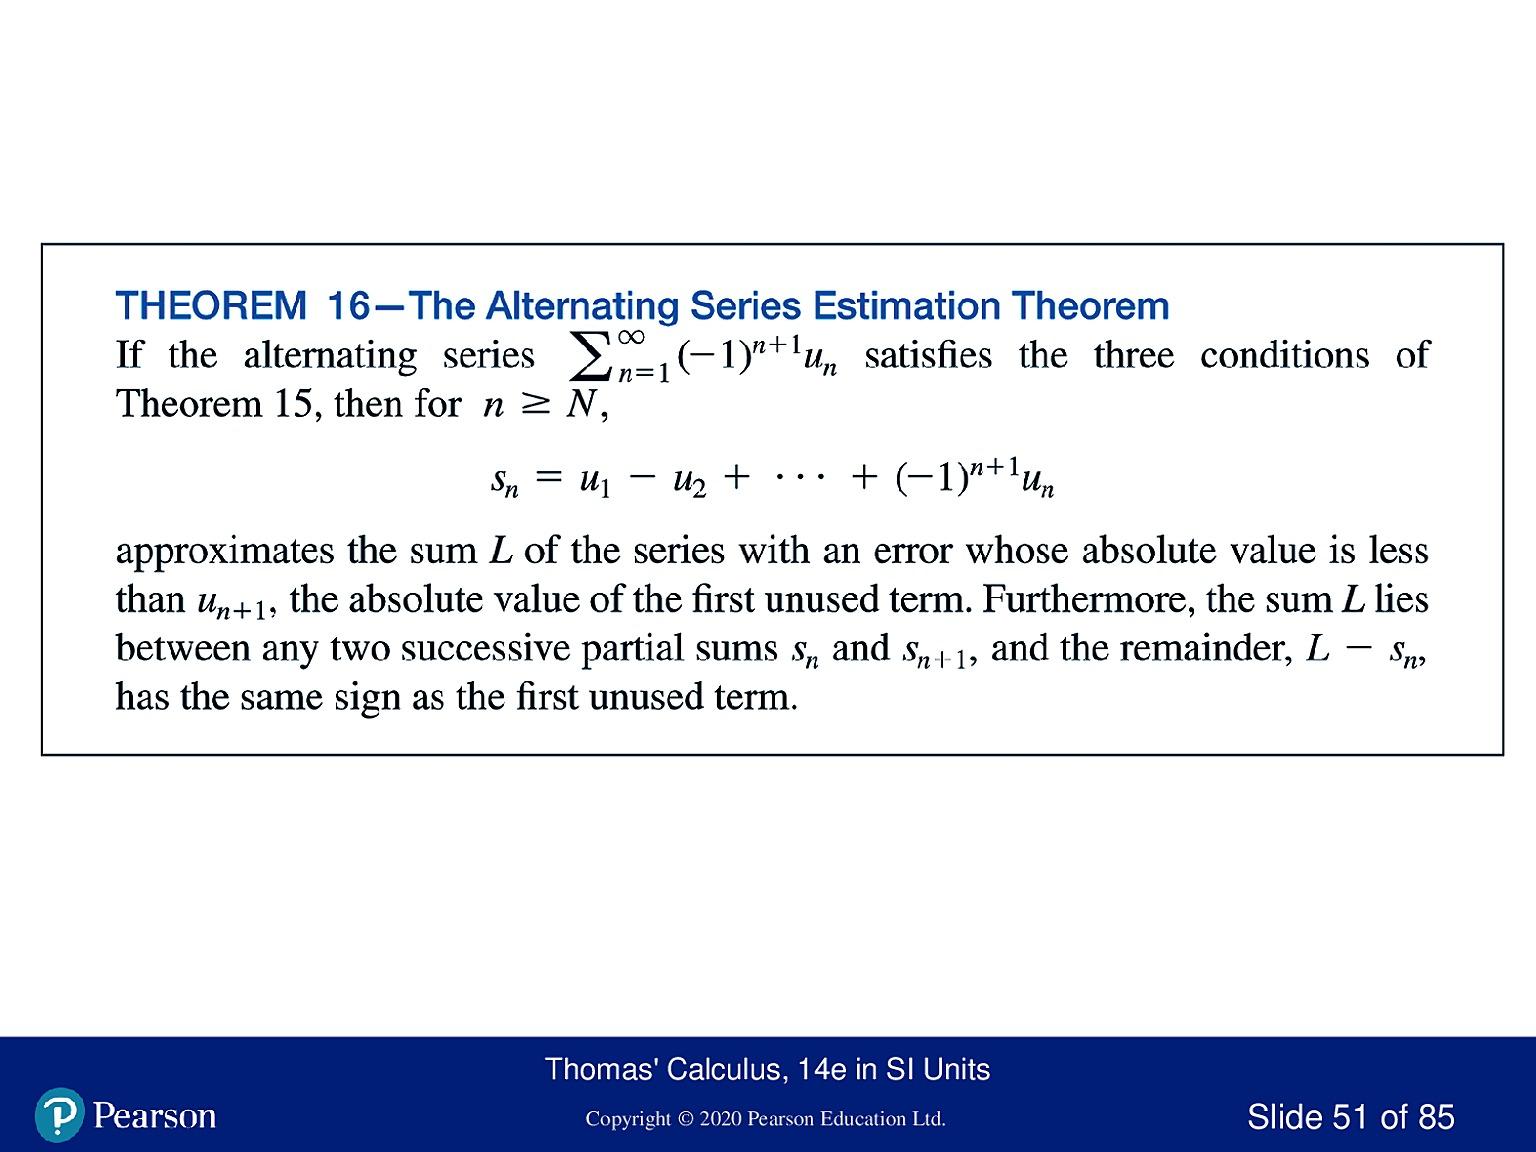 THEOREM 16—The Alternating Series Estimation Theorem
If the alternating series ∑_{n=1}^{∞} (−1)^{n+1}u_n satisfies the three conditions of
Theorem 15, then for n ≥ N,
s_n = u_1 − u_2 + ··· + (−1)^{n+1}u_n
approximates the sum L of the series with an error whose absolute value is less
than u_{n+1}, the absolute value of the first unused term. Furthermore, the sum L lies
between any two successive partial sums s_n and s_{n+1}, and the remainder, L − s_n,
has the same sign as the first unused term.
Thomas' Calculus, 14e in SI Units
Pearson
Copyright © 2020 Pearson Education Ltd.
Slide 51 of 85